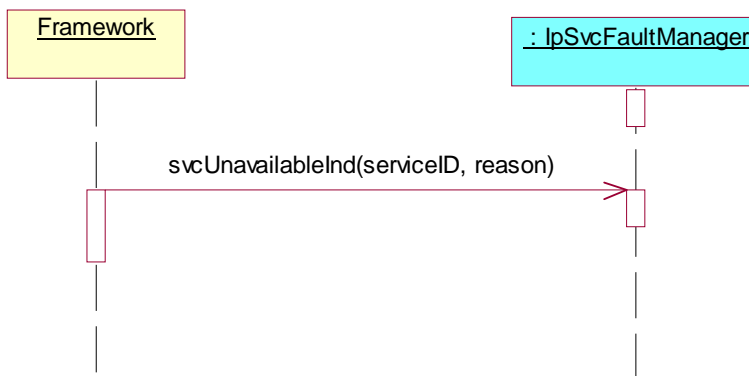 Framework
: IpSvcFaultManager
svcUnavailableInd(serviceID, reason)